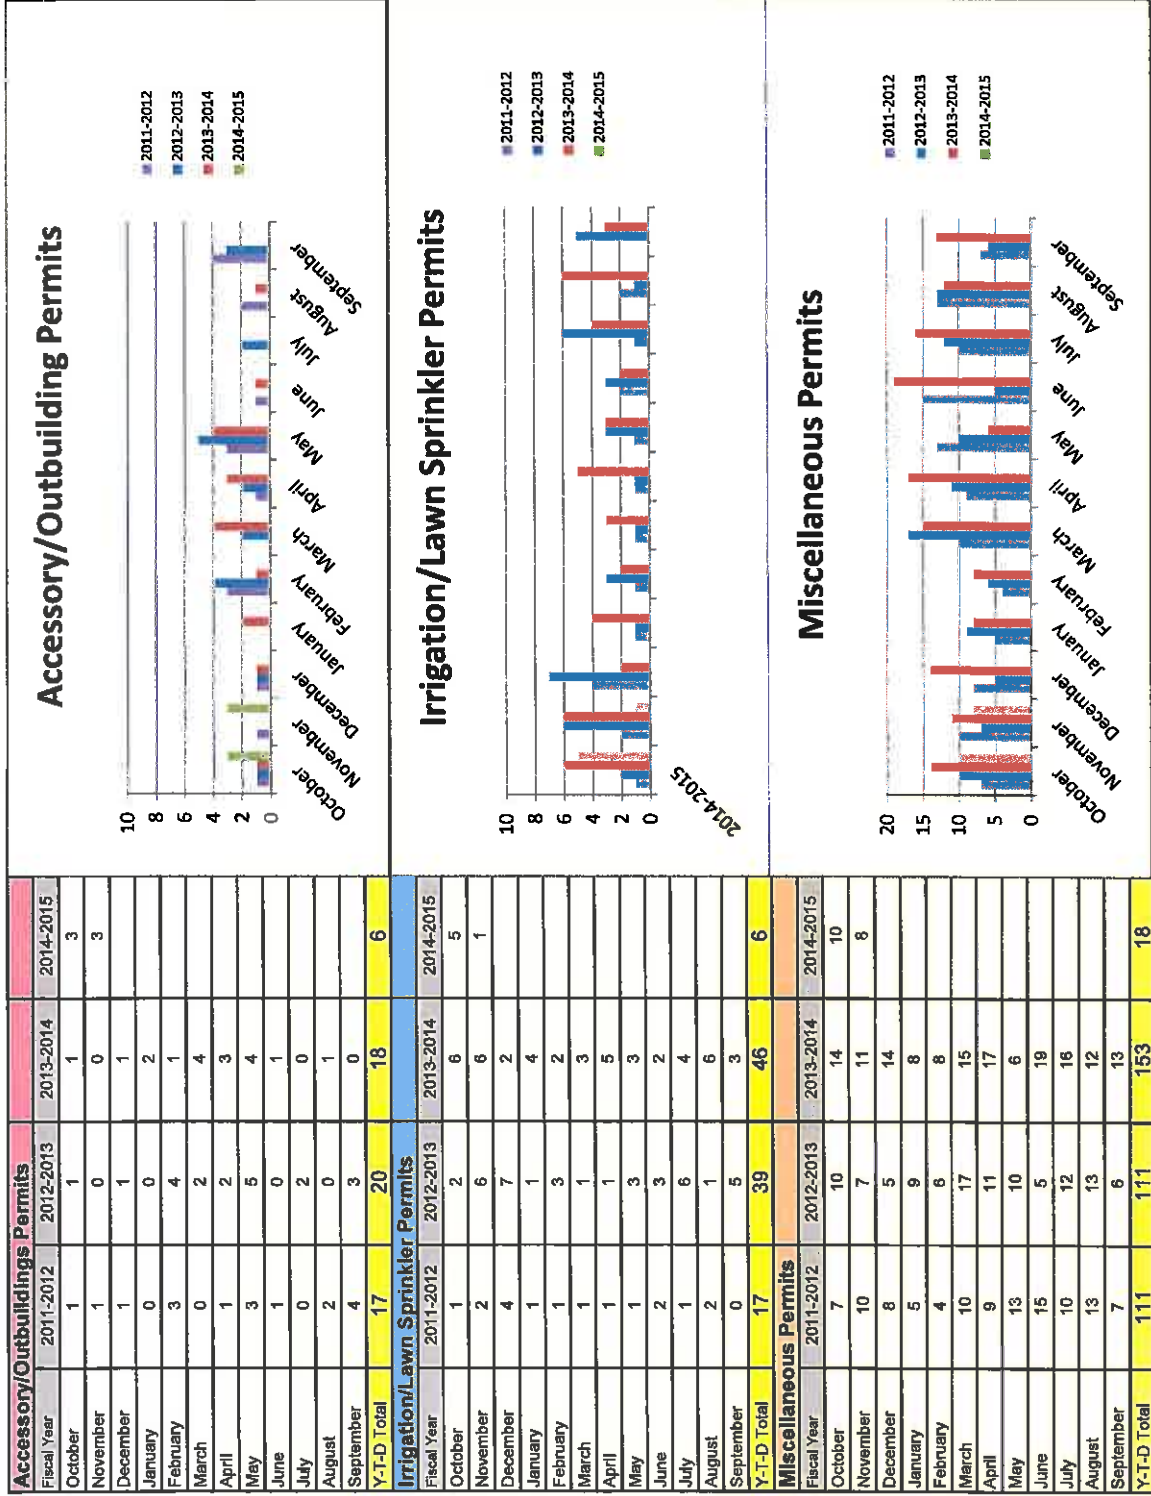 Accessory/Outbuildings Permits
Fiscal Year 2011-2012 2012-2013 2013-2014 2014-2015
October 1 1 1 3
November 1 0 0 3
December 1 1 1
January 0 0 2
February 3 4 1
March 0 2 4
April 1 2 3
May 3 5 4
June 1 0 1
July 0 2 0
August 2 0 1
September 4 3 0
Y-T-D Total 17 20 18 6
Irrigation/Lawn Sprinkler Permits
Fiscal Year 2011-2012 2012-2013 2013-2014 2014-2015
October 1 2 6 5
November 2 6 6 1
December 4 7 2
January 1 1 4
February 1 3 2
March 1 1 3
April 1 1 5
May 1 3 3
June 2 3 2
July 1 6 4
August 2 1 6
September 0 5 3
Y-T-D Total 17 39 46 6
Miscellaneous Permits
Fiscal Year 2011-2012 2012-2013 2013-2014 2014-2015
October 7 10 14 10
November 10 7 11 8
December 8 5 14
January 5 9 8
February 4 6 8
March 10 17 15
April 9 11 17
May 13 10 6
June 15 5 19
July 10 12 16
August 13 13 12
September 7 6 13
Y-T-D Total 111 111 153 18
Accessory/Outbuilding Permits
10
8
6
4
2
0
October
November
December
January
February
March
April
May
June
July
August
September
2011-2012
2012-2013
2013-2014
2014-2015
Irrigation/Lawn Sprinkler Permits
10
8
6
4
2
0
2014-2015
2011-2012
2012-2013
2013-2014
2014-2015
Miscellaneous Permits
20
15
10
5
0
October
November
December
January
February
March
April
May
June
July
August
September
2011-2012
2012-2013
2013-2014
2014-2015